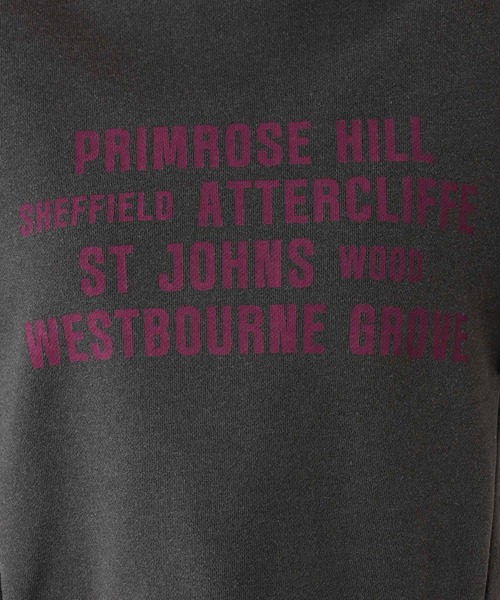 PRIMROSE HILL
SHEFFIELD ATTERCLIFFE
ST JOHNS WOOD
WESTBOURNE GROVE